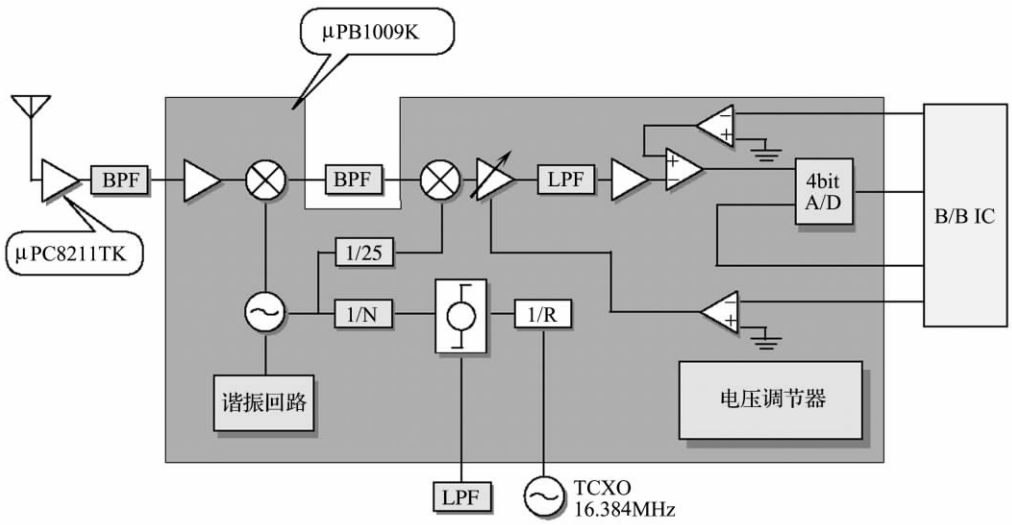 μPB1009K
BPF
BPF
LPF
4bit
A/D
B/B IC
μPC8211TK
1/25
1/N
1/R
谐振回路
电压调节器
LPF
TCXO
16.384MHz